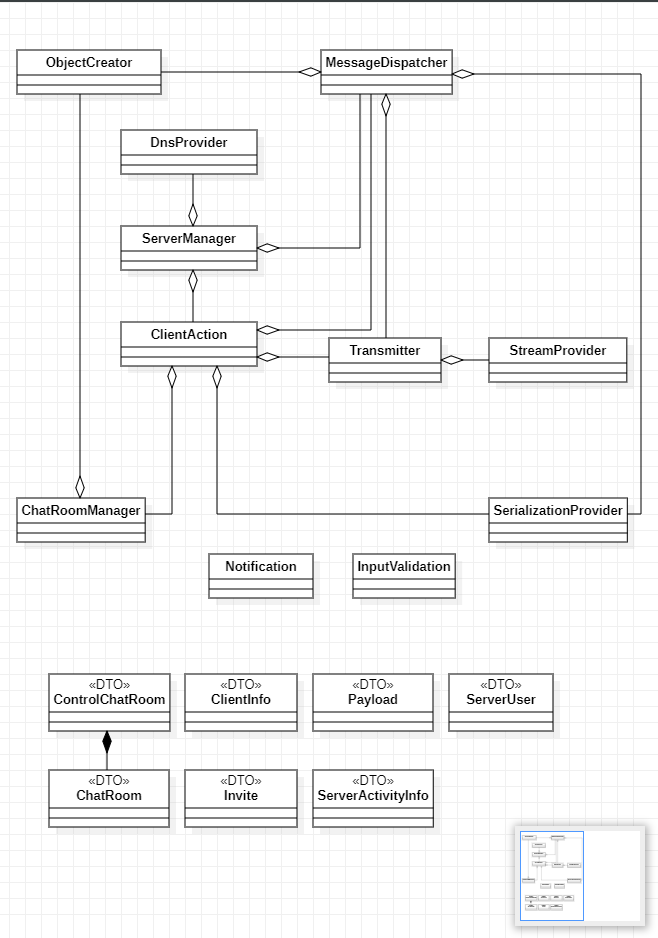 ObjectCreator
MessageDispatcher
DnsProvider
ServerManager
ClientAction
Transmitter
StreamProvider
ChatRoomManager
SerializationProvider
Notification
InputValidation
«DTO»
ControlChatRoom
«DTO»
ClientInfo
«DTO»
Payload
«DTO»
ServerUser
«DTO»
ChatRoom
«DTO»
Invite
«DTO»
ServerActivityInfo